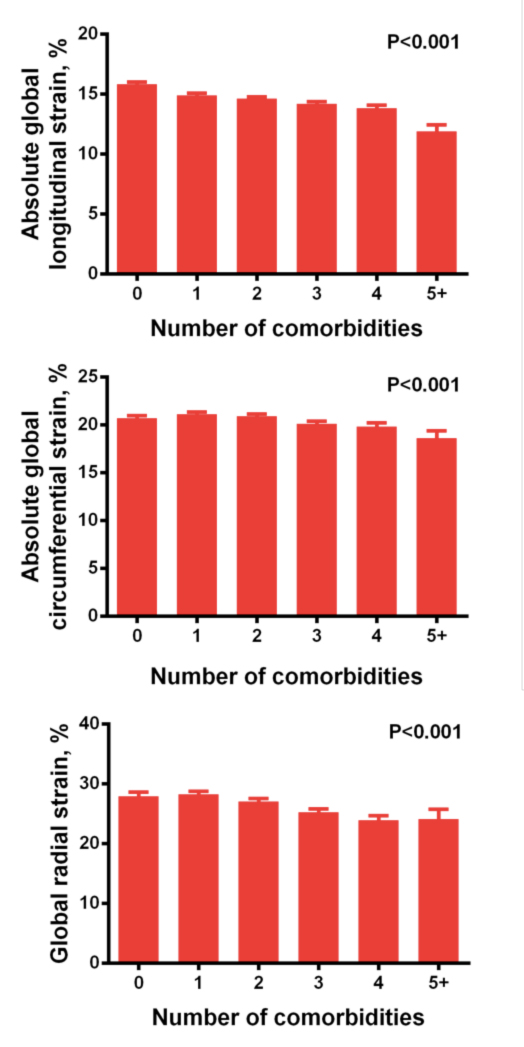 Absolute global
longitudinal strain, %
20
15
10
5
0
P<0.001
0 1 2 3 4 5+
Number of comorbidities
Absolute global
circumferential strain, %
25
20
15
10
5
0
P<0.001
0 1 2 3 4 5+
Number of comorbidities
Global radial strain, %
40
30
20
10
0
P<0.001
0 1 2 3 4 5+
Number of comorbidities